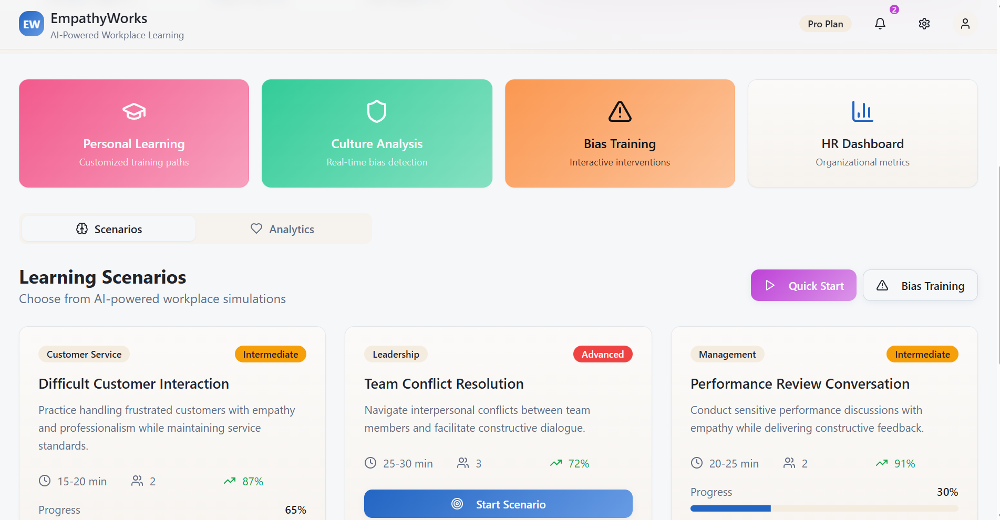 EW
EmpathyWorks
AI-Powered Workplace Learning
Pro Plan
2
Personal Learning
Customized training paths
Culture Analysis
Real-time bias detection
Bias Training
Interactive interventions
HR Dashboard
Organizational metrics
Scenarios
Analytics
Learning Scenarios
Choose from AI-powered workplace simulations
Quick Start
Bias Training
Customer Service
Intermediate
Difficult Customer Interaction
Practice handling frustrated customers with empathy
and professionalism while maintaining service
standards.
15-20 min
2
87%
Progress
65%
Leadership
Advanced
Team Conflict Resolution
Navigate interpersonal conflicts between team
members and facilitate constructive dialogue.
25-30 min
3
72%
Start Scenario
Management
Intermediate
Performance Review Conversation
Conduct sensitive performance discussions with
empathy while delivering constructive feedback.
20-25 min
2
91%
Progress
30%